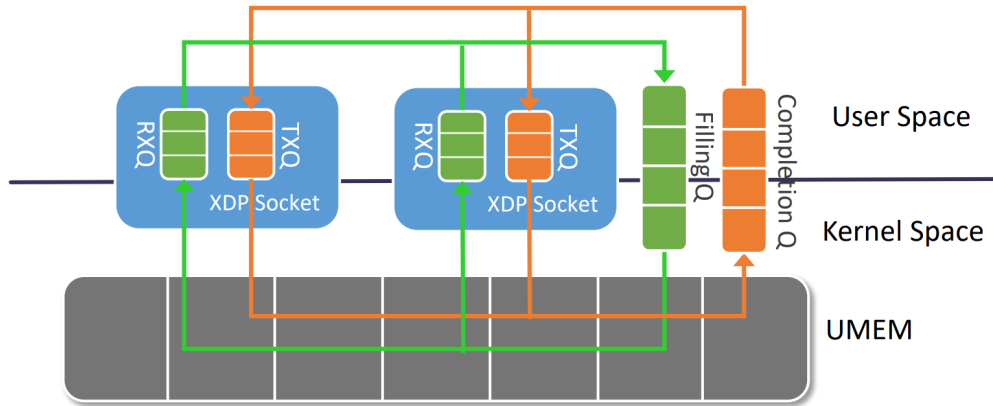 RXQ
TXQ
XDP Socket
RXQ
TXQ
XDP Socket
Filling Q
Completion Q
User Space
Kernel Space
UMEM